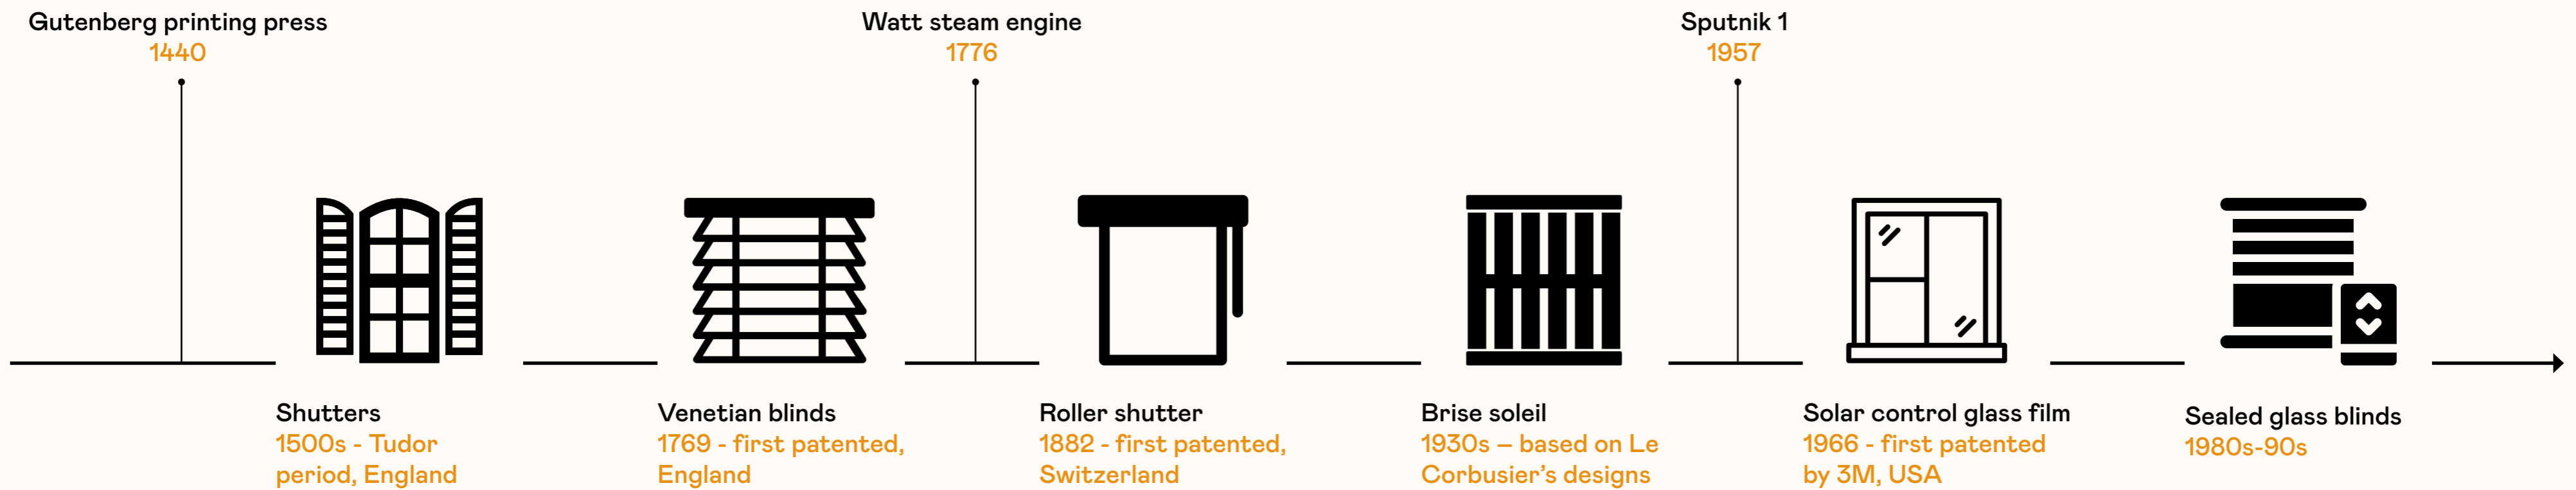 Gutenberg printing press
1440
Watt steam engine
1776
Sputnik 1
1957
Shutters
1500s - Tudor
period, England
Venetian blinds
1769 - first patented,
England
Roller shutter
1882 - first patented,
Switzerland
Brise soleil
1930s – based on Le
Corbusier’s designs
Solar control glass film
1966 - first patented
by 3M, USA
Sealed glass blinds
1980s-90s